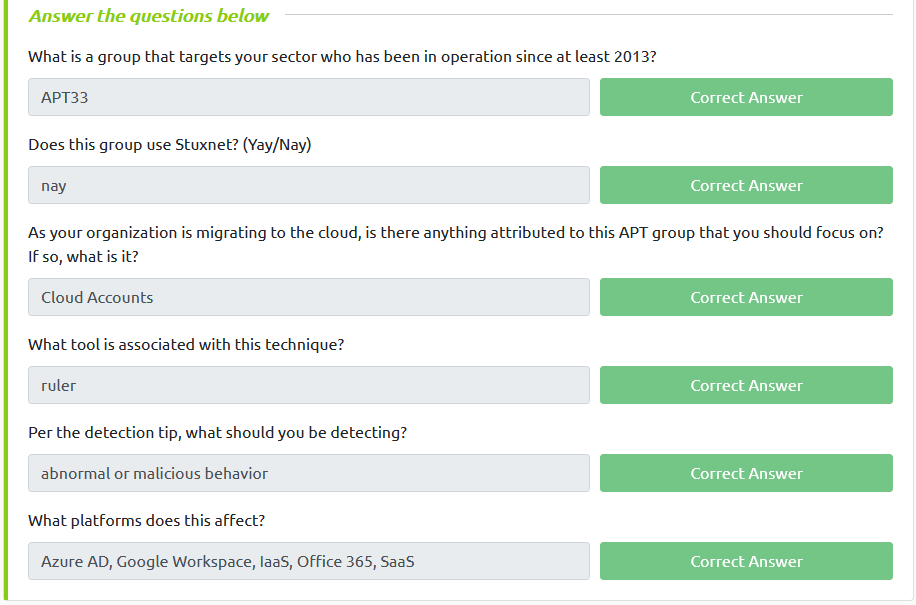 Answer the questions below
What is a group that targets your sector who has been in operation since at least 2013?
APT33
Correct Answer
Does this group use Stuxnet? (Yay/Nay)
nay
Correct Answer
As your organization is migrating to the cloud, is there anything attributed to this APT group that you should focus on?
If so, what is it?
Cloud Accounts
Correct Answer
What tool is associated with this technique?
ruler
Correct Answer
Per the detection tip, what should you be detecting?
abnormal or malicious behavior
Correct Answer
What platforms does this affect?
Azure AD, Google Workspace, IaaS, Office 365, SaaS
Correct Answer